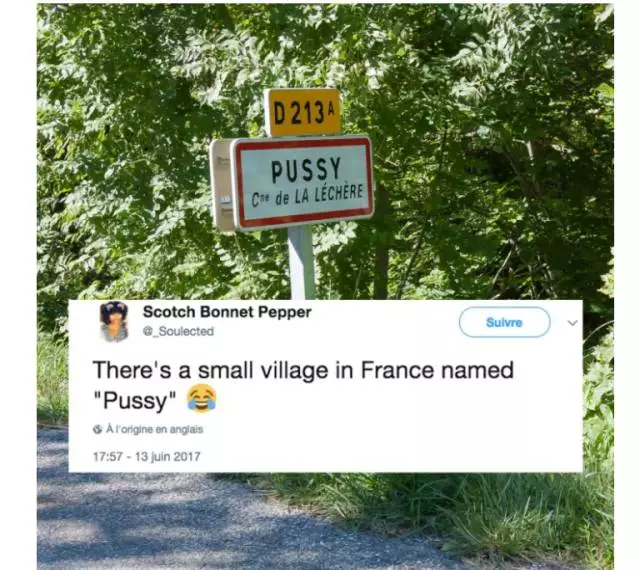 D 213A
PUSSY
Cne de LA LÉCHÈRE
Scotch Bonnet Pepper
@_Soulected
Suivre
There's a small village in France named
"Pussy" 😂
À l'origine en anglais
17:57 - 13 juin 2017